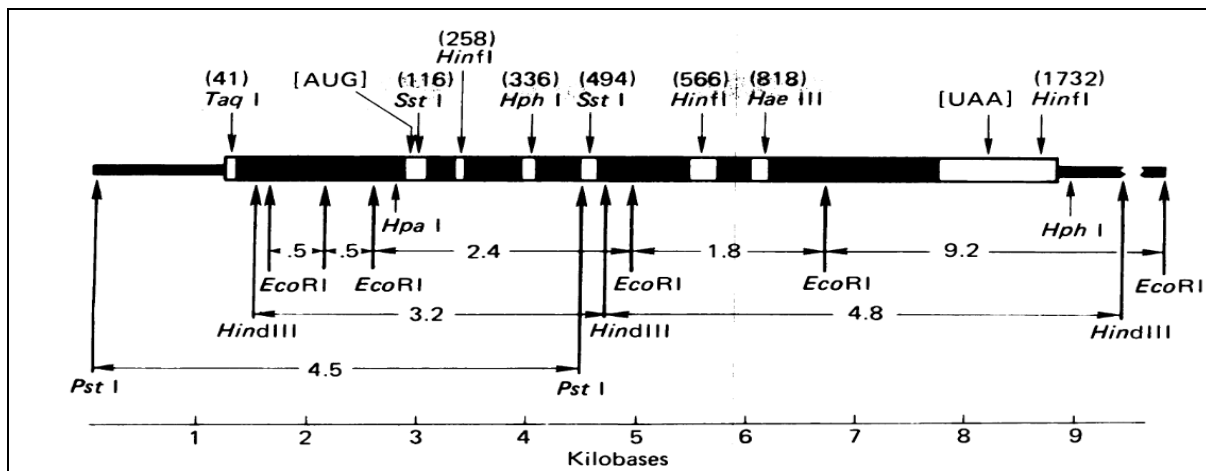 (258)
HinfI
(41) [AUG] (116) (336) (494) (566) (818) [UAA] (1732)
Taq I Sst I Hph I Sst I HinfI Hae III HinfI
Hpa I Hph I
.5 .5 2.4 1.8 9.2
EcoRI EcoRI EcoRI EcoRI EcoRI
3.2 4.8
HindIII HindIII HindIII
4.5
Pst I Pst I
1 2 3 4 5 6 7 8 9
Kilobases